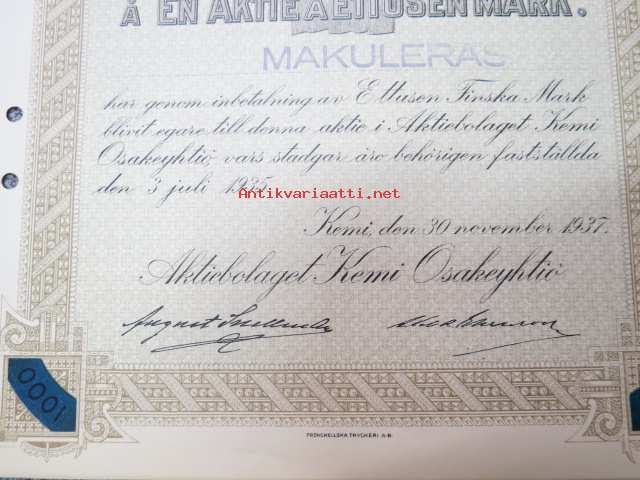 Å EN AKTIE Å ETTUSEN MARK.
MAKULERAS
har genom inbetalning av Ettusen Finska Mark
blivit egare till denna aktie i Aktiebolaget Kemi
Osakeyhtiö vars stadgar äro behörigen fastställda
den 3 juli 1935.
Antikvariaatti.net
Kemi, den 30 november 1937.
Aktiebolaget Kemi Osakeyhtiö
August
1000
FRENCKELLSKA TRYCKERI A.B.